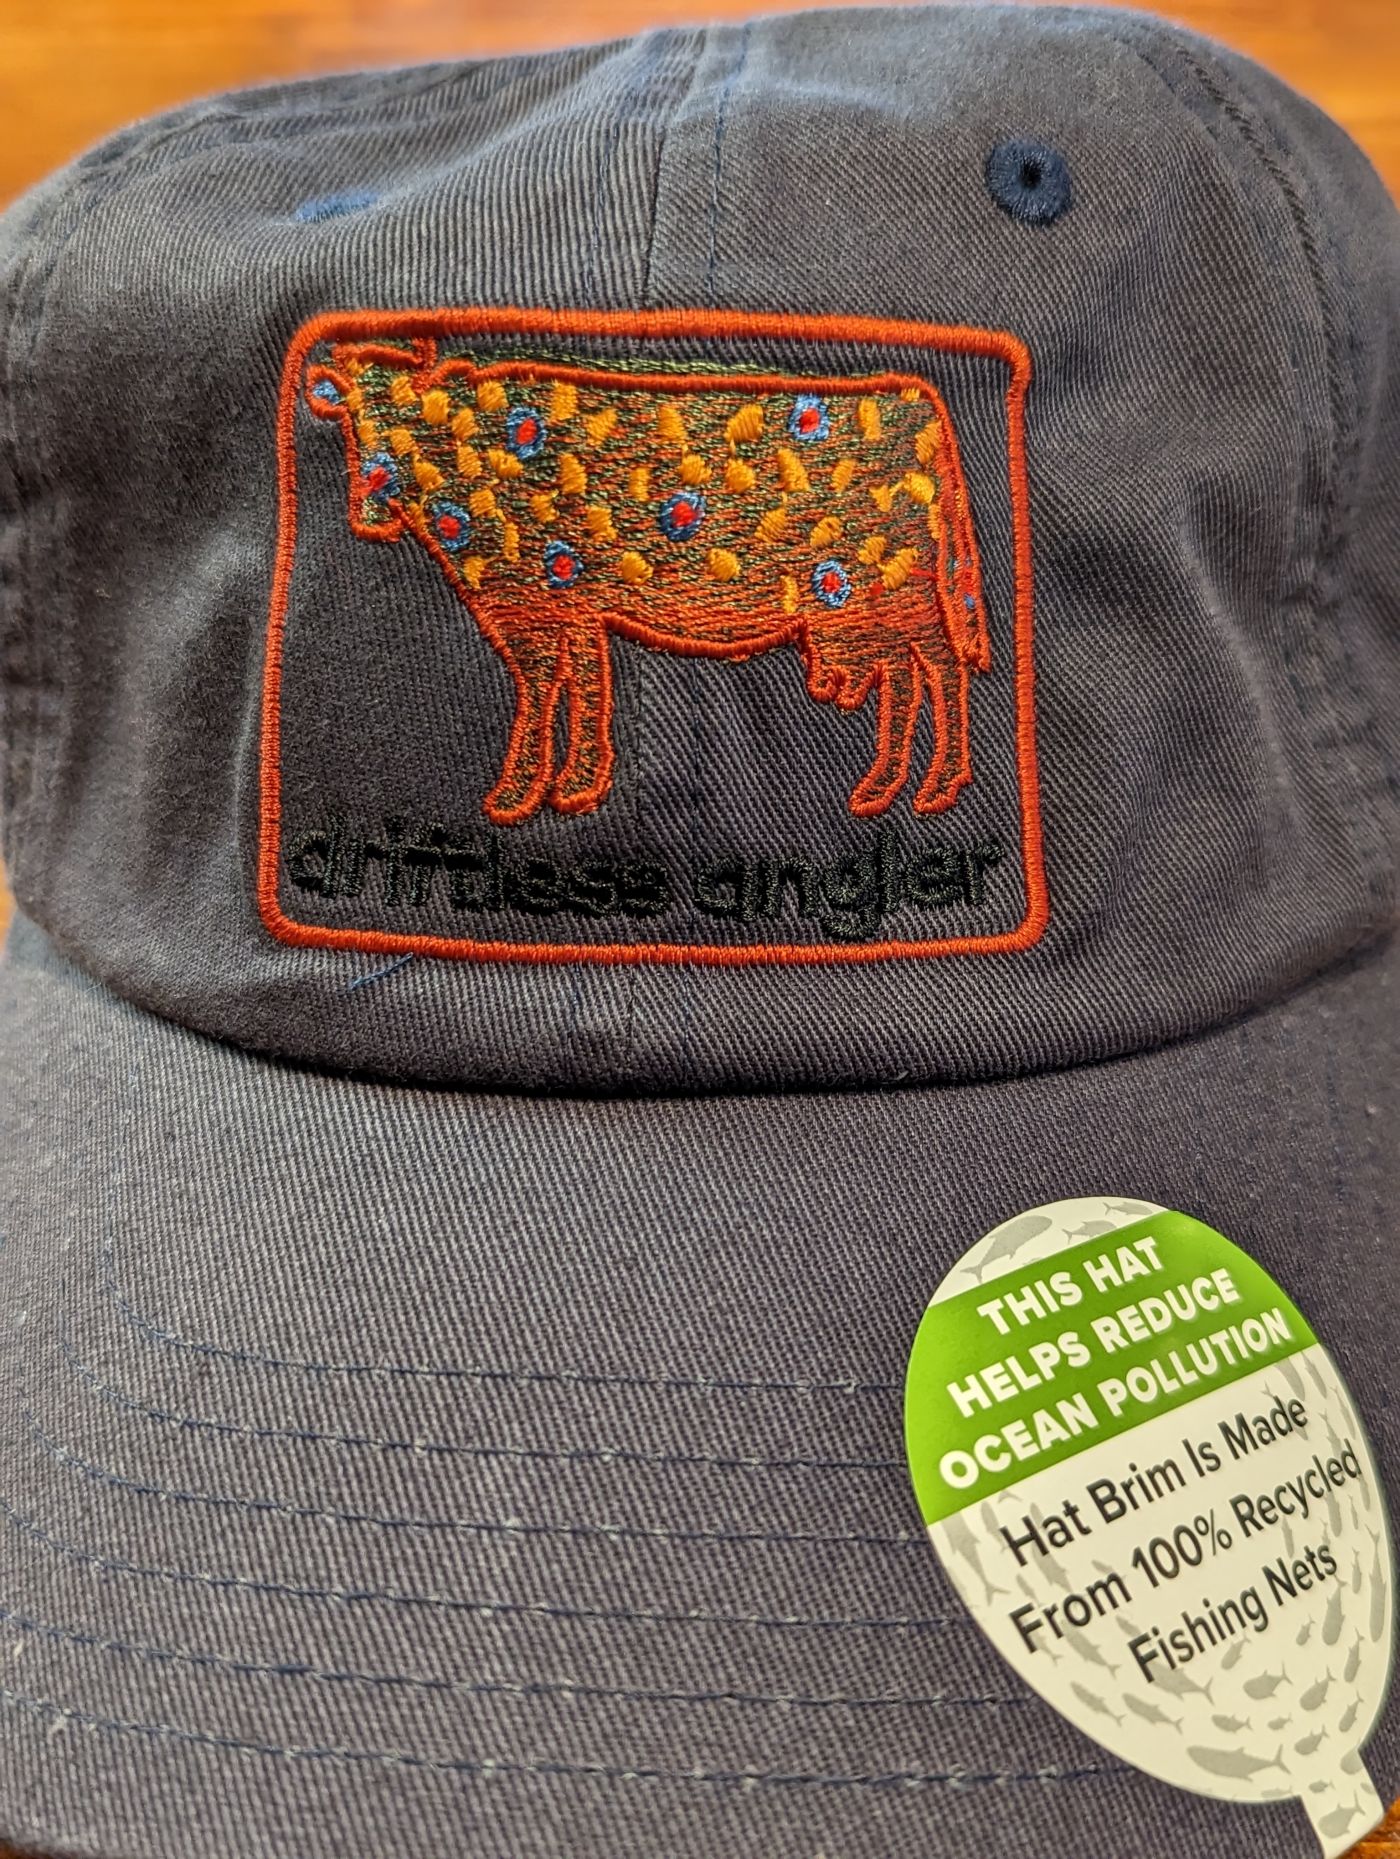 driftless angler
THIS HAT
HELPS REDUCE
OCEAN POLLUTION
Hat Brim Is Made
From 100% Recycled
Fishing Nets